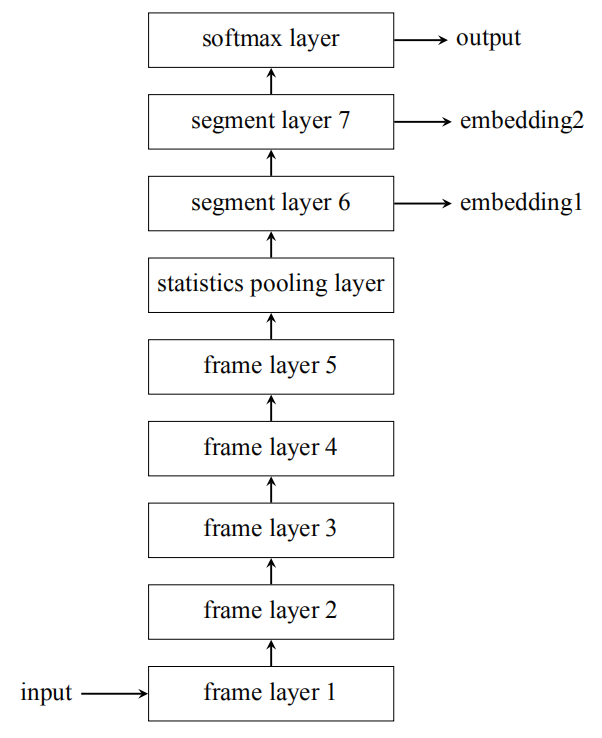 softmax layer
output
segment layer 7
embedding2
segment layer 6
embedding1
statistics pooling layer
frame layer 5
frame layer 4
frame layer 3
frame layer 2
input
frame layer 1